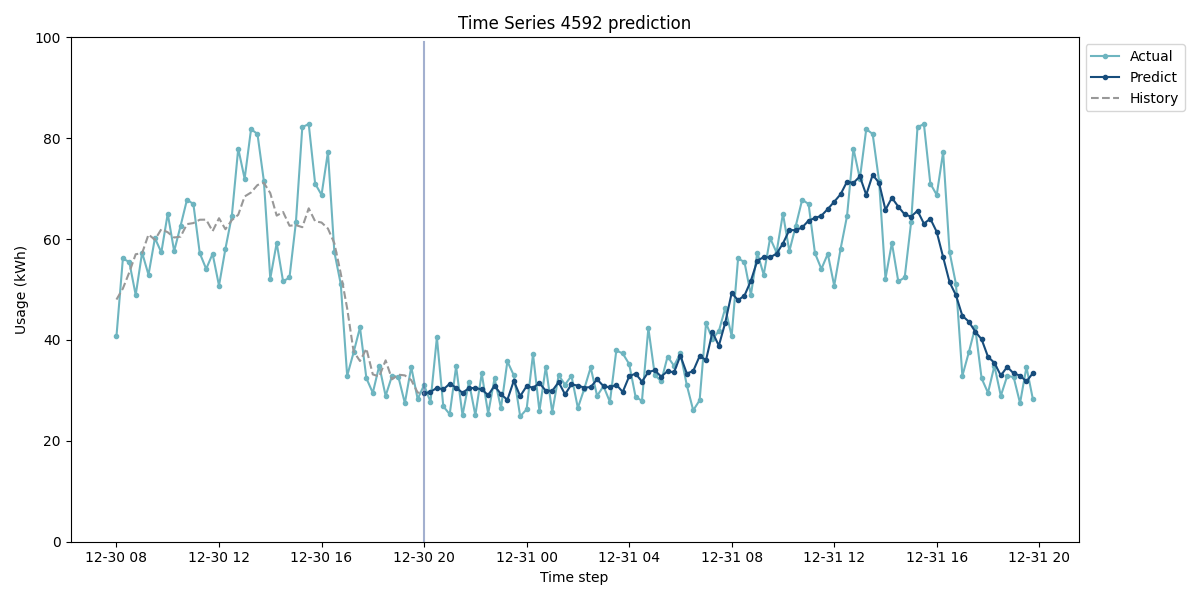 Time Series 4592 prediction
Usage (kWh)
100
80
60
40
20
0
12-30 08
12-30 12
12-30 16
12-30 20
12-31 00
12-31 04
12-31 08
12-31 12
12-31 16
12-31 20
Time step
Actual
Predict
History